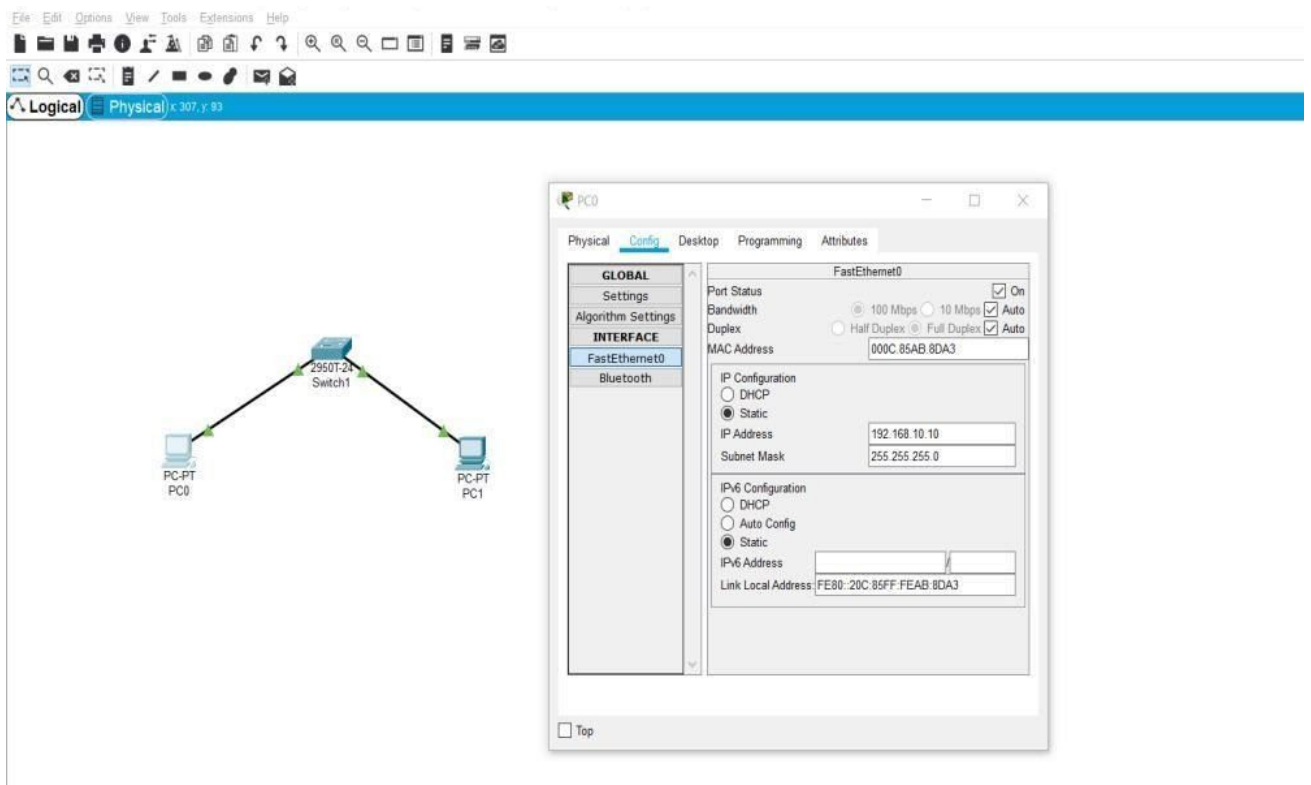 File Edit Options View Tools Extensions Help
Logical Physical x: 307, y: 93
PC0
Physical Config Desktop Programming Attributes
GLOBAL
Settings
Algorithm Settings
INTERFACE
FastEthernet0
Bluetooth
FastEthernet0
Port Status On
Bandwidth 100 Mbps 10 Mbps Auto
Duplex Half Duplex Full Duplex Auto
MAC Address 000C.85AB.8DA3
IP Configuration
DHCP
Static
IP Address 192.168.10.10
Subnet Mask 255.255.255.0
IPv6 Configuration
DHCP
Auto Config
Static
IPv6 Address /
Link Local Address: FE80::20C:85FF:FEAB:8DA3
Top
2950T-24
Switch1
PC-PT
PC0
PC-PT
PC1